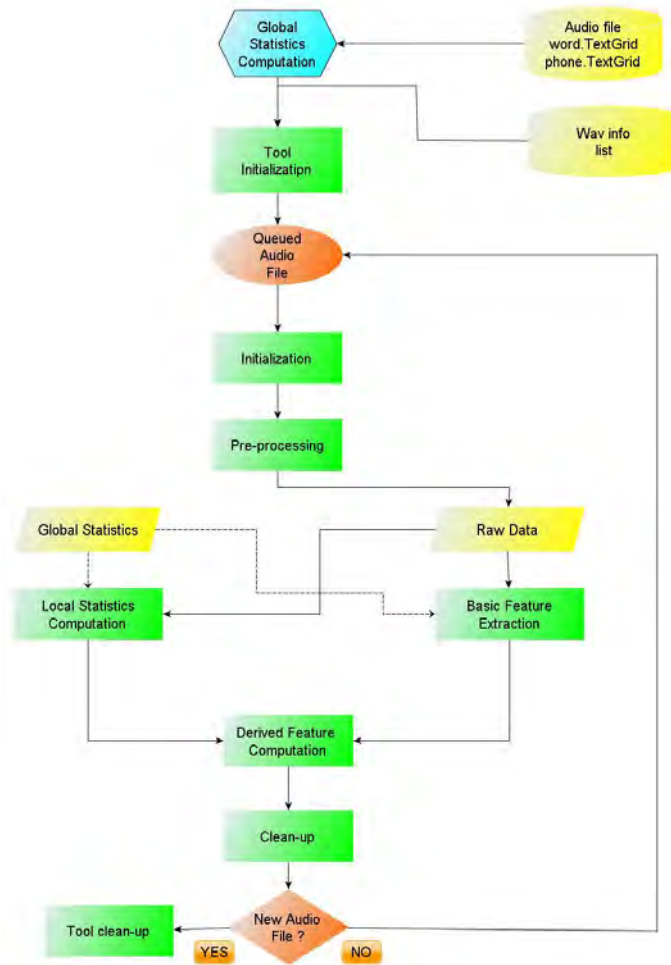 Global
Statistics
Computation
Audio file
word.TextGrid
phone.TextGrid
Wav info
list
Tool
Initializatipn
Queued
Audio
File
Initialization
Pre-processing
Global Statistics
Raw Data
Local Statistics
Computation
Basic Feature
Extraction
Derived Feature
Computation
Clean-up
New Audio
File ?
Tool clean-up
YES
NO